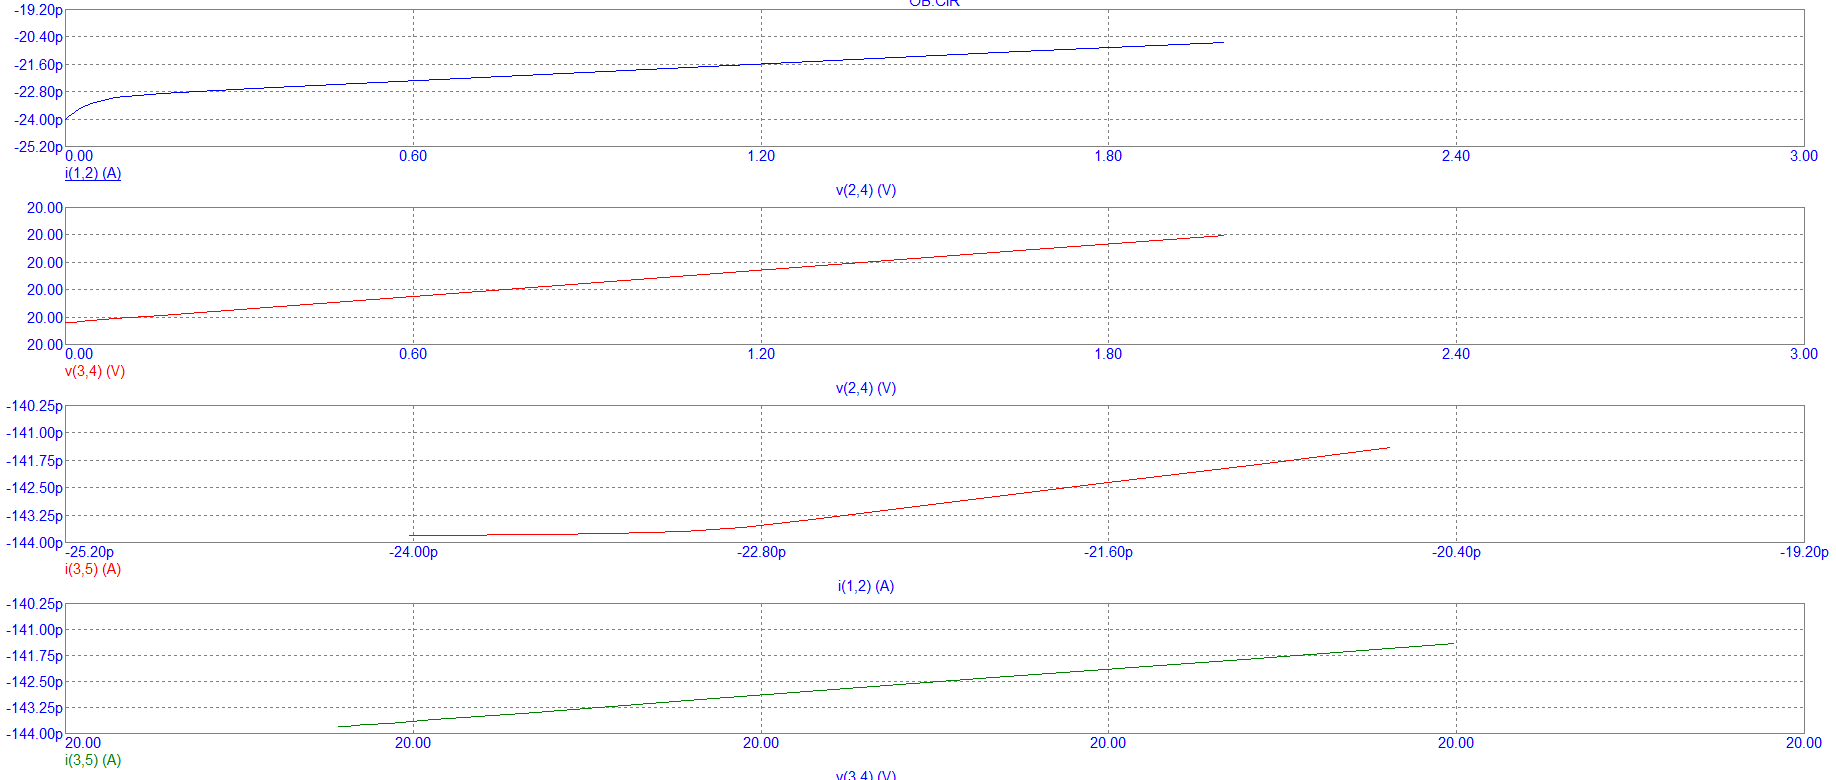 OB.CIR
-19.20p
-20.40p
-21.60p
-22.80p
-24.00p
-25.20p
0.00 0.60 1.20 1.80 2.40 3.00
i(1,2) (A)
v(2,4) (V)
20.00
20.00
20.00
20.00
20.00
20.00
0.00 0.60 1.20 1.80 2.40 3.00
v(3,4) (V)
v(2,4) (V)
-140.25p
-141.00p
-141.75p
-142.50p
-143.25p
-144.00p
-25.20p -24.00p -22.80p -21.60p -20.40p -19.20p
i(3,5) (A)
i(1,2) (A)
-140.25p
-141.00p
-141.75p
-142.50p
-143.25p
-144.00p
20.00 20.00 20.00 20.00 20.00 20.00
i(3,5) (A)
v(3,4) (V)